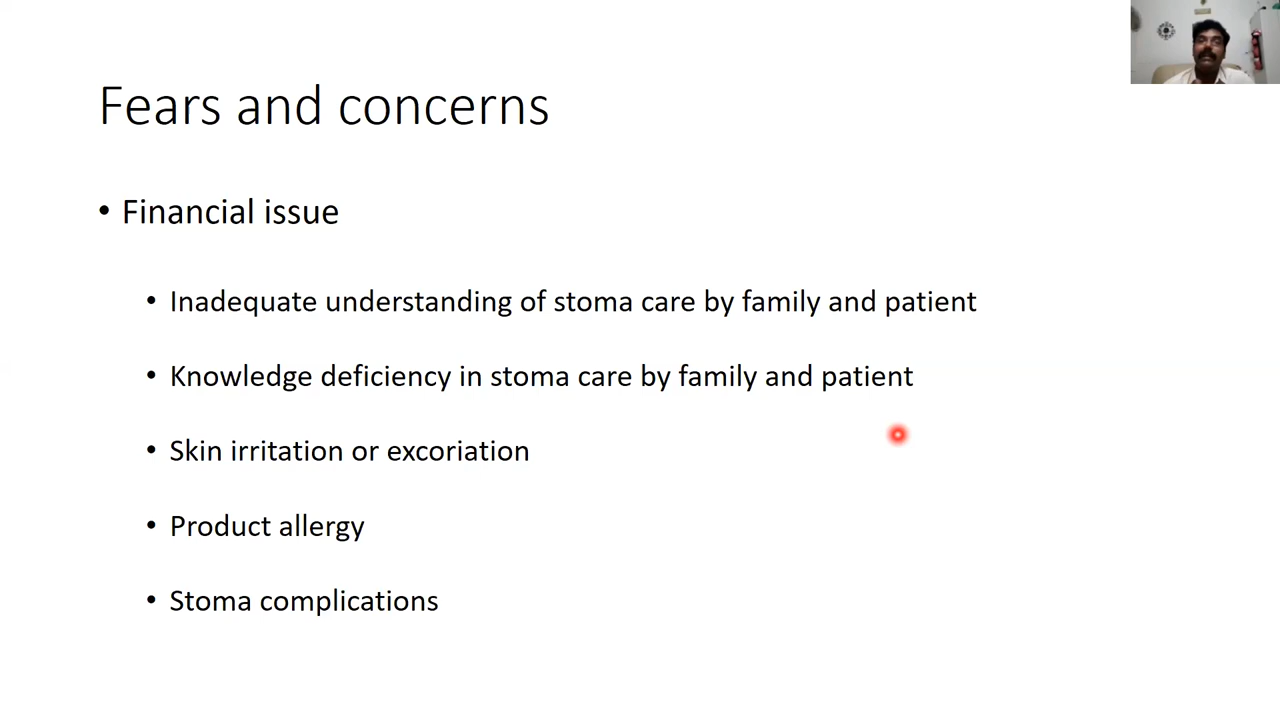 Fears and concerns
• Financial issue
• Inadequate understanding of stoma care by family and patient
• Knowledge deficiency in stoma care by family and patient
• Skin irritation or excoriation
• Product allergy
• Stoma complications